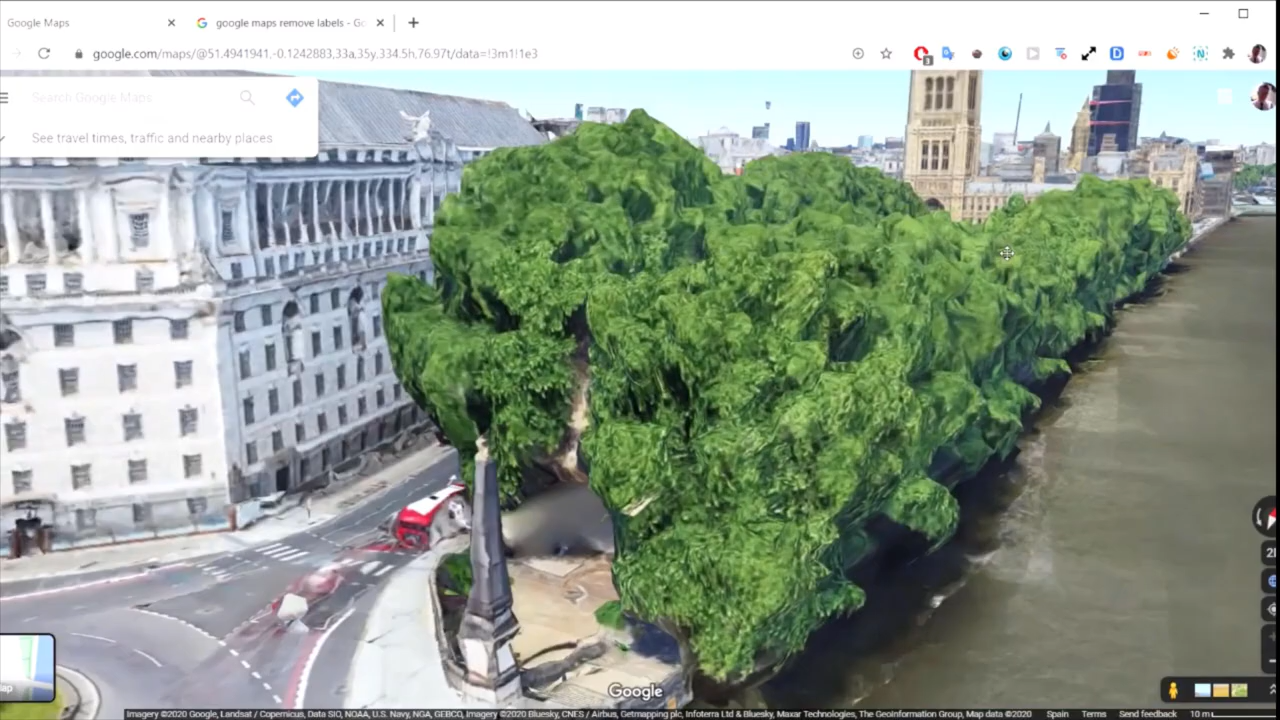 Google Maps
google maps remove labels - Go
google.com/maps/@51.4941941,-0.1242883,33a,35y,334.5h,76.97t/data=!3m1!1e3
Search Google Maps
See travel times, traffic and nearby places
2
ap
Google
Imagery ©2020 Google, Landsat / Copernicus, Data SIO, NOAA, U.S. Navy, NGA, GEBCO, Imagery ©2020 Bluesky, CNES / Airbus, Getmapping plc, Infoterra Ltd & Bluesky, Maxar Technologies, The GeoInformation Group, Map data ©2020 Spain Terms Send feedback 10 m